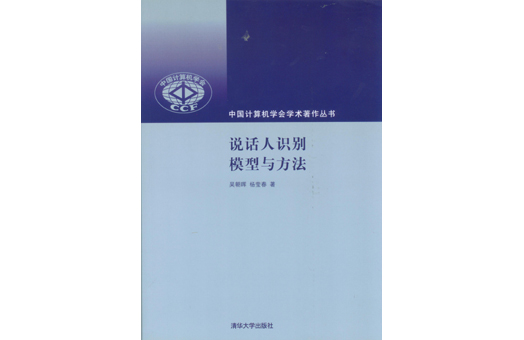 中国计算机学会
CCF
中国计算机学会学术著作丛书
说话人识别
模型与方法
吴朝晖 杨莹春 著
清华大学出版社